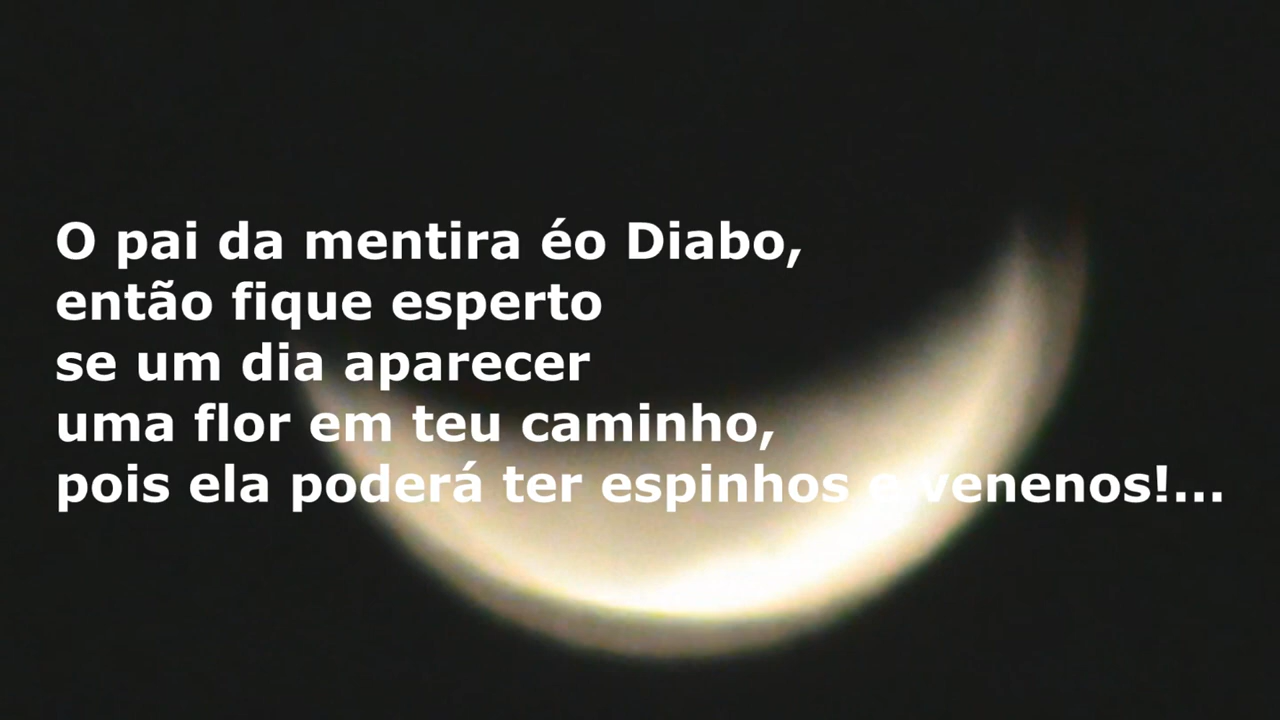 O pai da mentira éo Diabo,
então fique esperto
se um dia aparecer
uma flor em teu caminho,
pois ela poderá ter espinhos e venenos!...